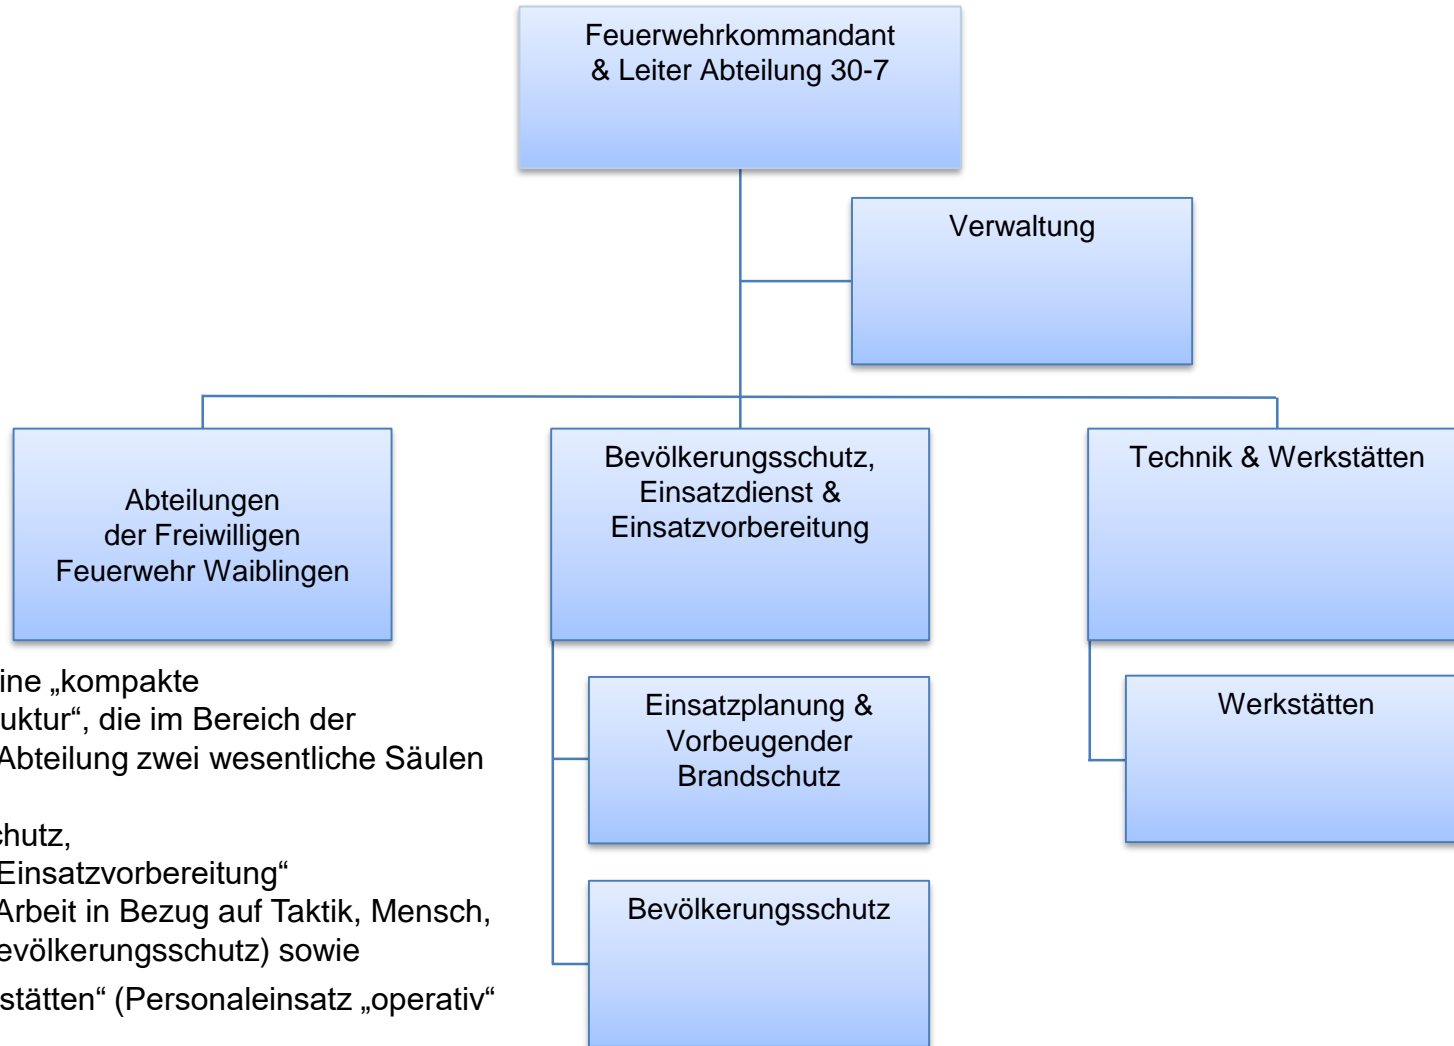 Feuerwehrkommandant
& Leiter Abteilung 30-7
Verwaltung
Abteilungen
der Freiwilligen
Feuerwehr Waiblingen
Bevölkerungsschutz,
Einsatzdienst &
Einsatzvorbereitung
Technik & Werkstätten
Einsatzplanung &
Vorbeugender
Brandschutz
Werkstätten
Bevölkerungsschutz
ine „kompakte
uktur“, die im Bereich der
Abteilung zwei wesentliche Säulen
chutz,
Einsatzvorbereitung“
Arbeit in Bezug auf Taktik, Mensch,
evölkerungsschutz) sowie
stätten“ (Personaleinsatz „operativ“